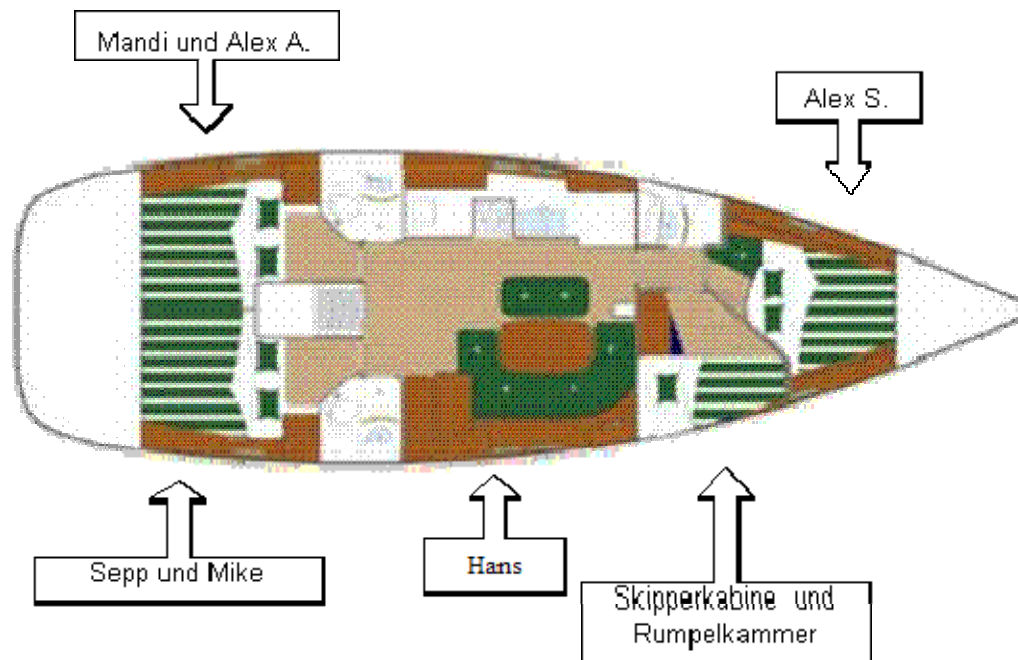 Mandi und Alex A.
Alex S.
Sepp und Mike
Hans
Skipperkabine und
Rumpelkammer